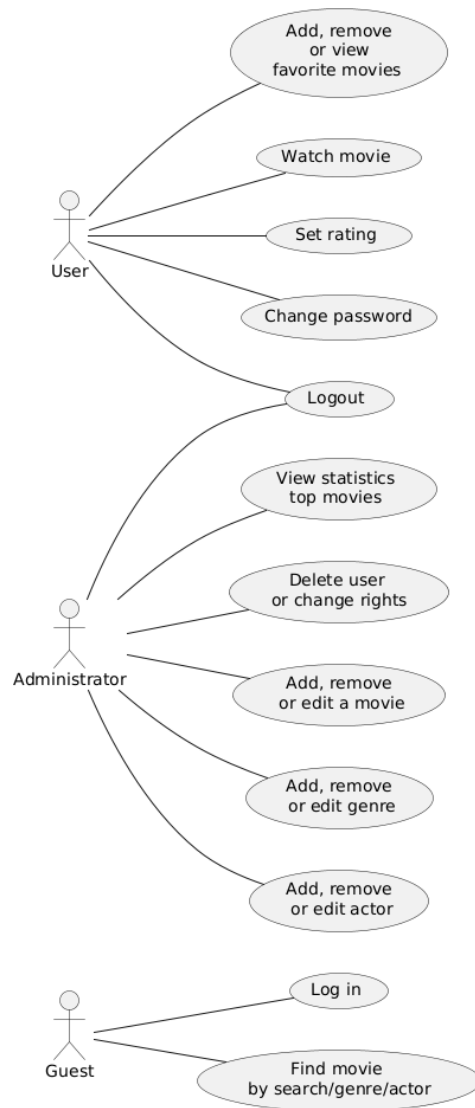 Add, remove
or view
favorite movies
Watch movie
Set rating
User
Change password
Logout
View statistics
top movies
Delete user
or change rights
Administrator
Add, remove
or edit a movie
Add, remove
or edit genre
Add, remove
or edit actor
Log in
Guest
Find movie
by search/genre/actor